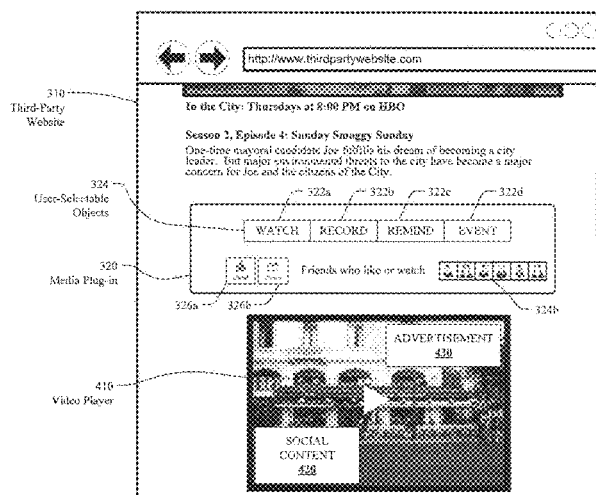 http://www.thirdpartywebsite.com
310
Third-Party
Website
In the City: Thursdays at 8:00 PM on HBO
Season 2, Episode 4: Sunday Smoggy Sunday
One-time mayoral candidate Joe fulfills his dream of becoming a city
leader. But major environmental threats to the city have become a major
concern for Joe and the citizens of the City.
324
User-Selectable
Objects
322a 322b 322c 322d
WATCH RECORD REMIND EVENT
320
Media Plug-in
Friends who like or watch
326a 326b 324b
ADVERTISEMENT
430
410
Video Player
SOCIAL
CONTENT
420